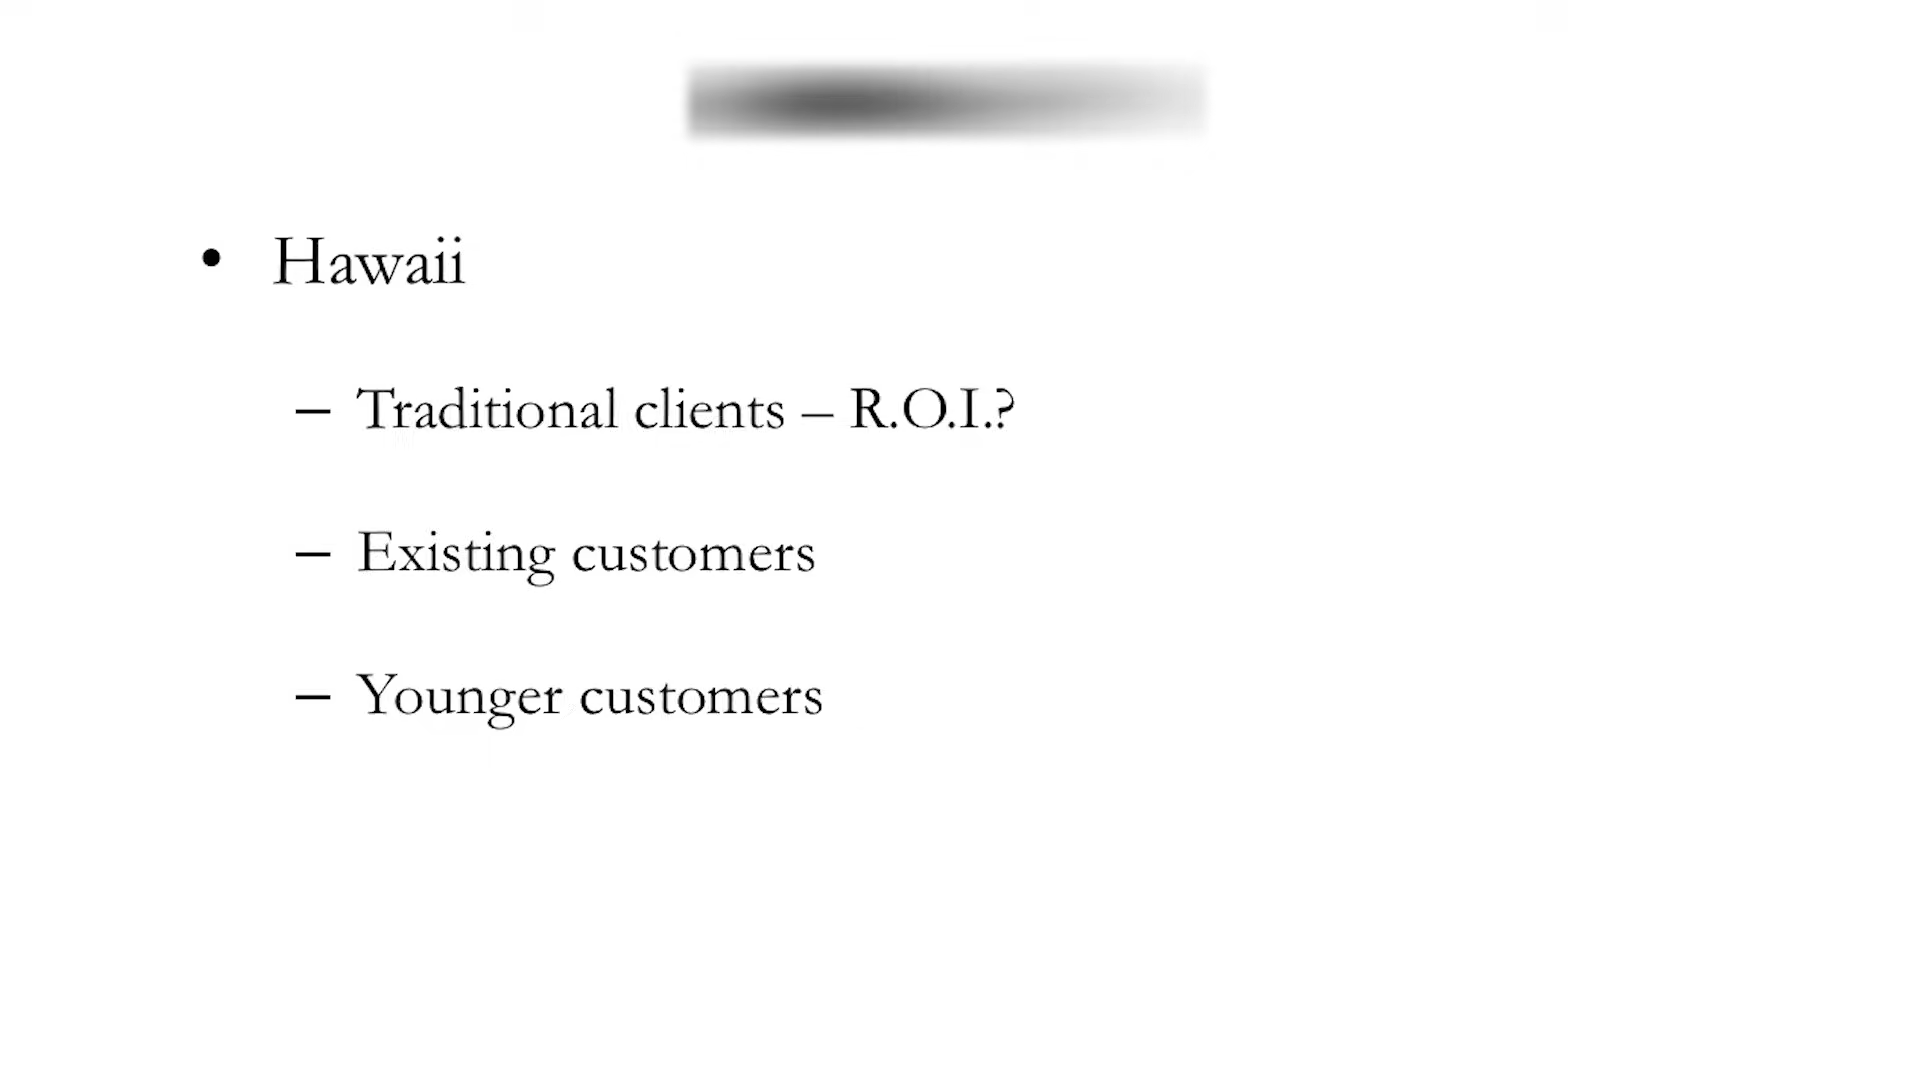 • Hawaii
– Traditional clients – R.O.I.?
– Existing customers
– Younger customers